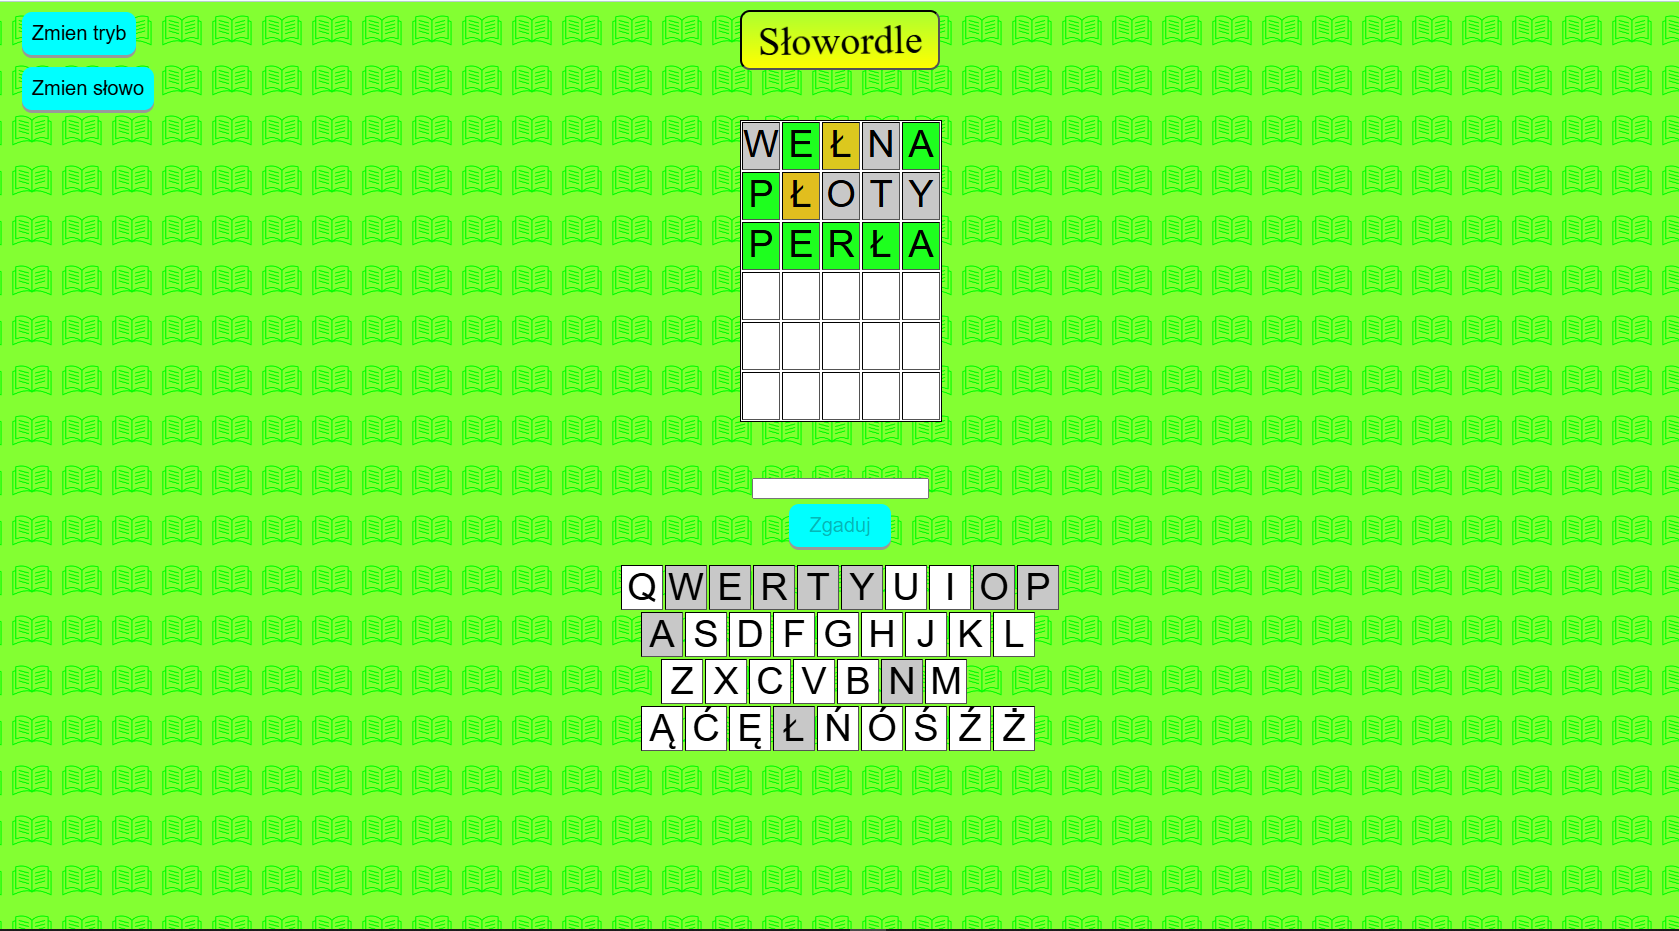 Zmien tryb
Słowordle
Zmien słowo
WEŁNA
PŁOTY
PERŁA
Zgaduj
QWERTYUIOP
ASDFGHJKL
ZXCVBNM
ĄĆĘŁŃÓŚŹŻ